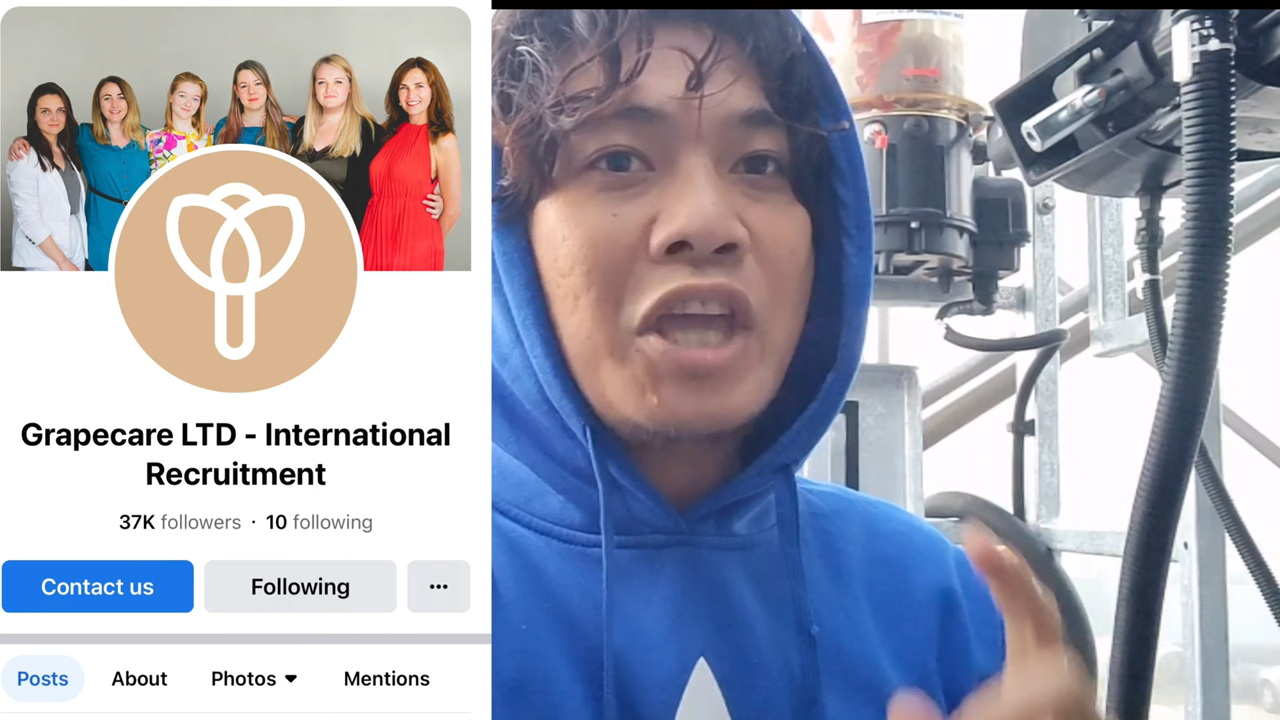 Grapecare LTD - International
Recruitment
37K followers · 10 following
Contact us
Following
...
Posts
About
Photos
Mentions